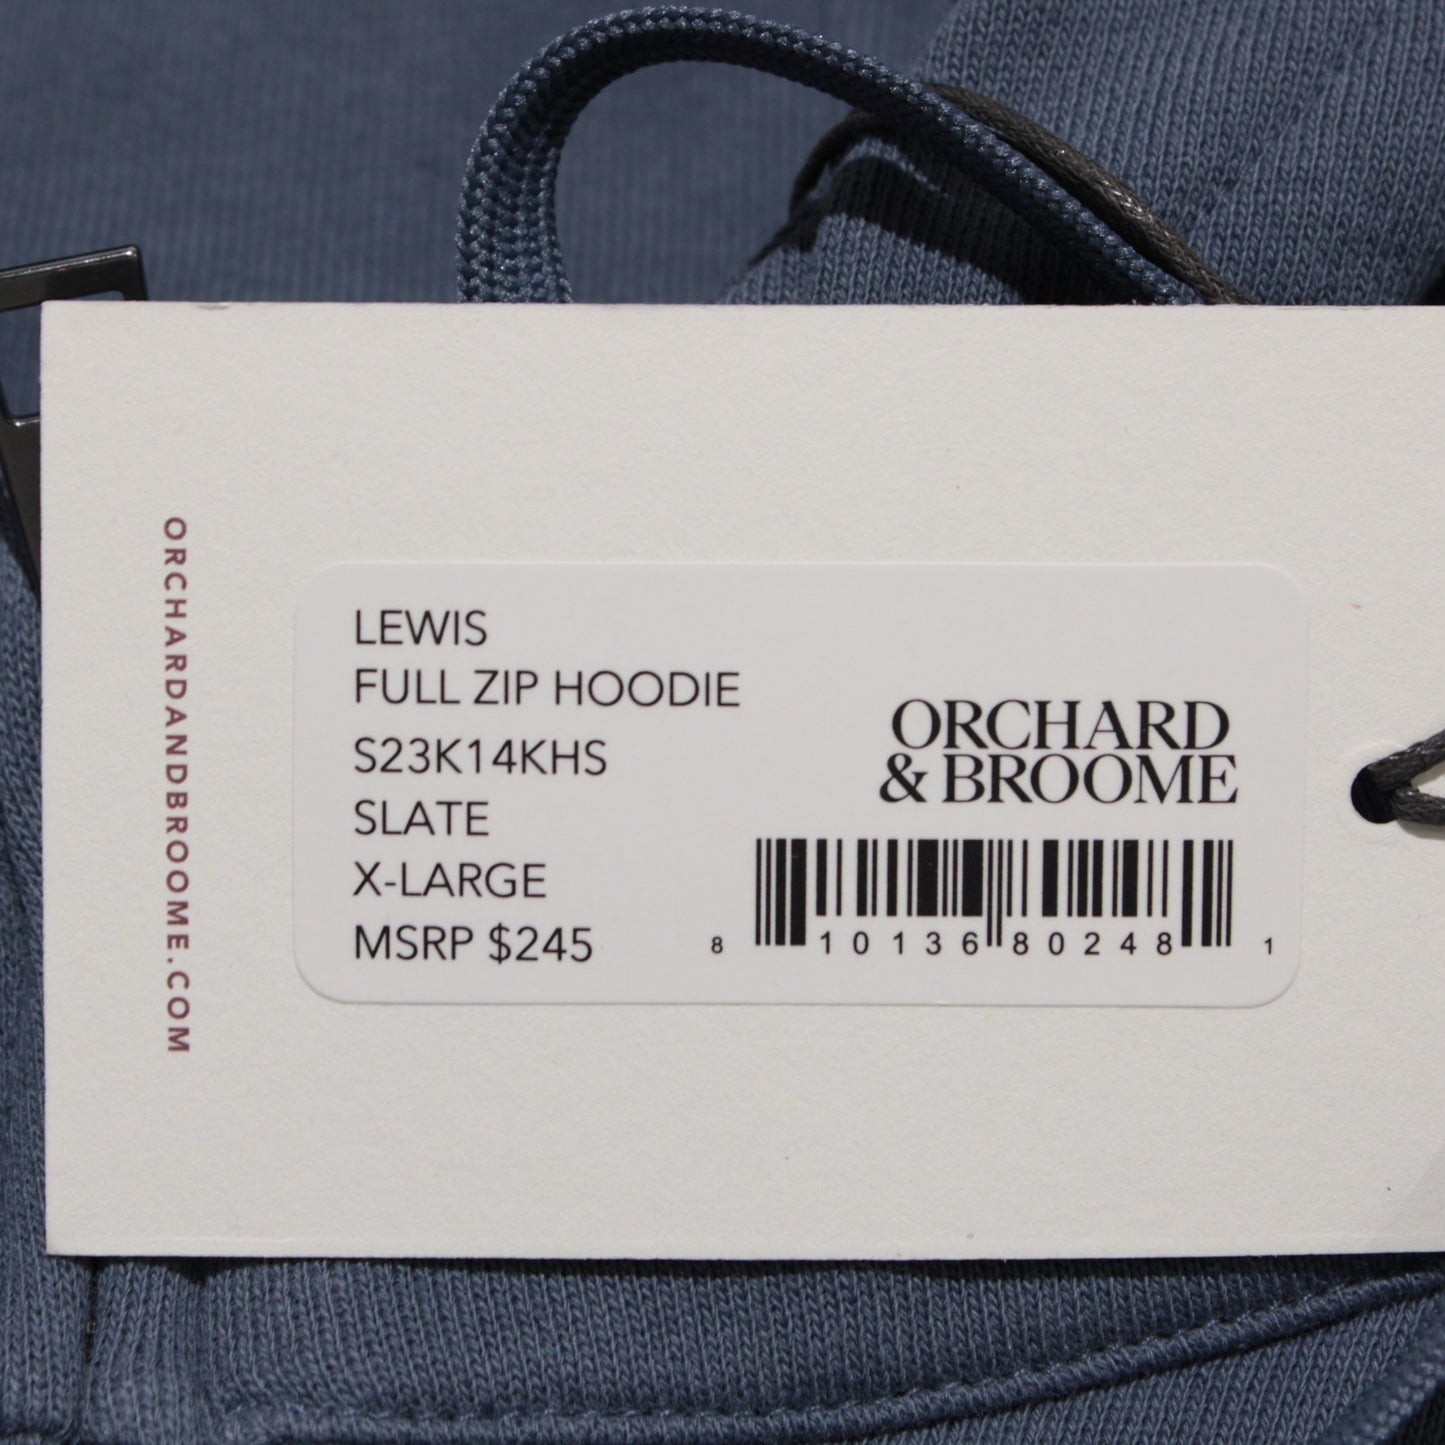 ORCHARDANDBROOME.COM
LEWIS
FULL ZIP HOODIE
S23K14KHS
SLATE
X-LARGE
MSRP $245
ORCHARD
& BROOME
8 10136 80248 1